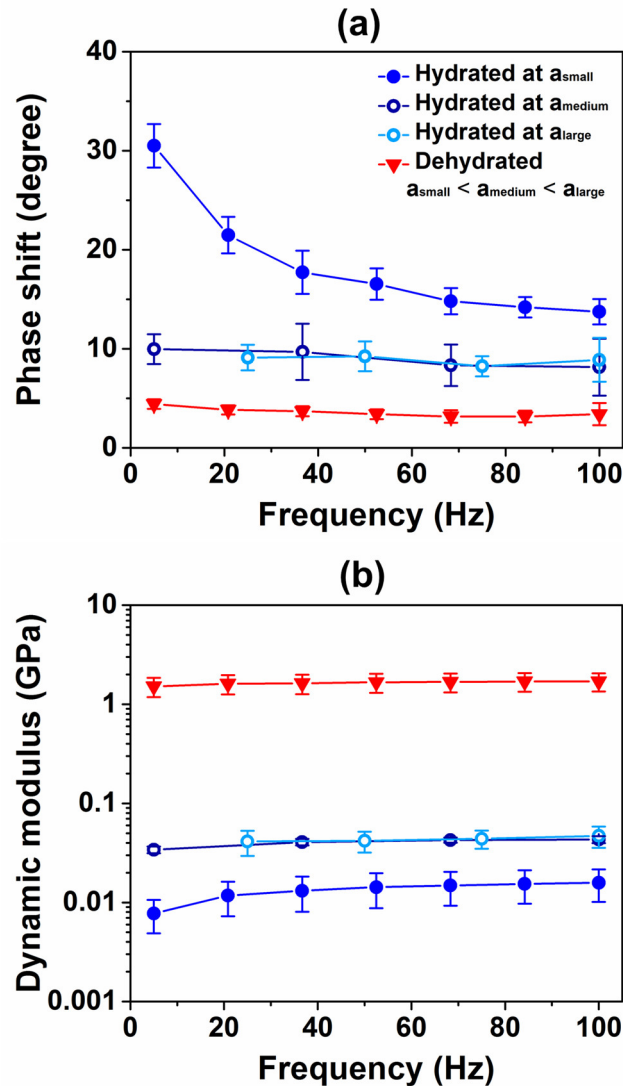 (a)
40
30
20
10
0
Phase shift (degree)
Hydrated at asmall
Hydrated at amedium
Hydrated at alarge
Dehydrated
asmall < amedium < alarge
0 20 40 60 80 100
Frequency (Hz)
(b)
10
1
0.1
0.01
0.001
Dynamic modulus (GPa)
0 20 40 60 80 100
Frequency (Hz)